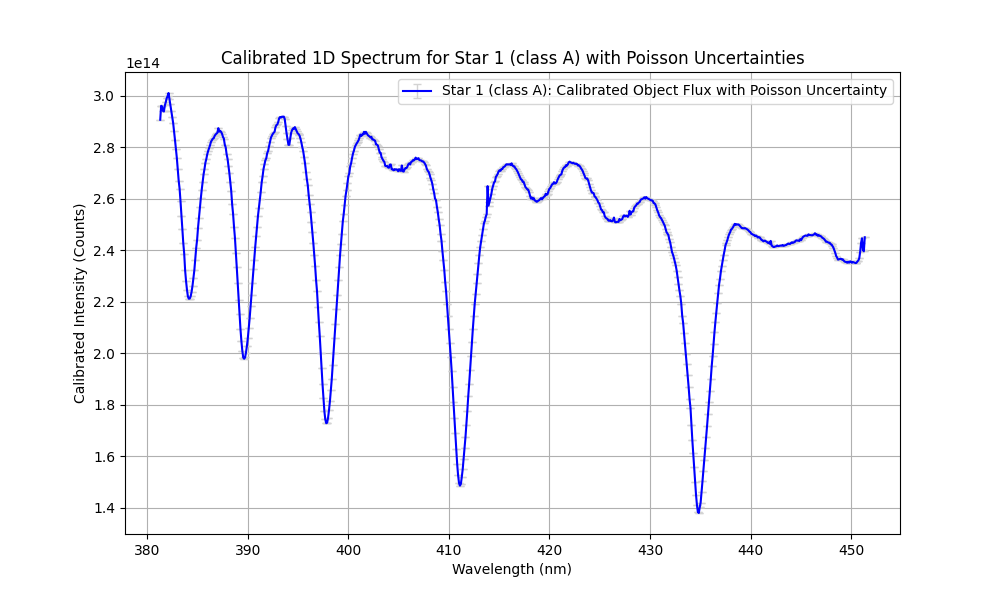 Calibrated 1D Spectrum for Star 1 (class A) with Poisson Uncertainties
1e14
Star 1 (class A): Calibrated Object Flux with Poisson Uncertainty
3.0
2.8
2.6
2.4
2.2
2.0
1.8
1.6
1.4
Calibrated Intensity (Counts)
380 390 400 410 420 430 440 450
Wavelength (nm)